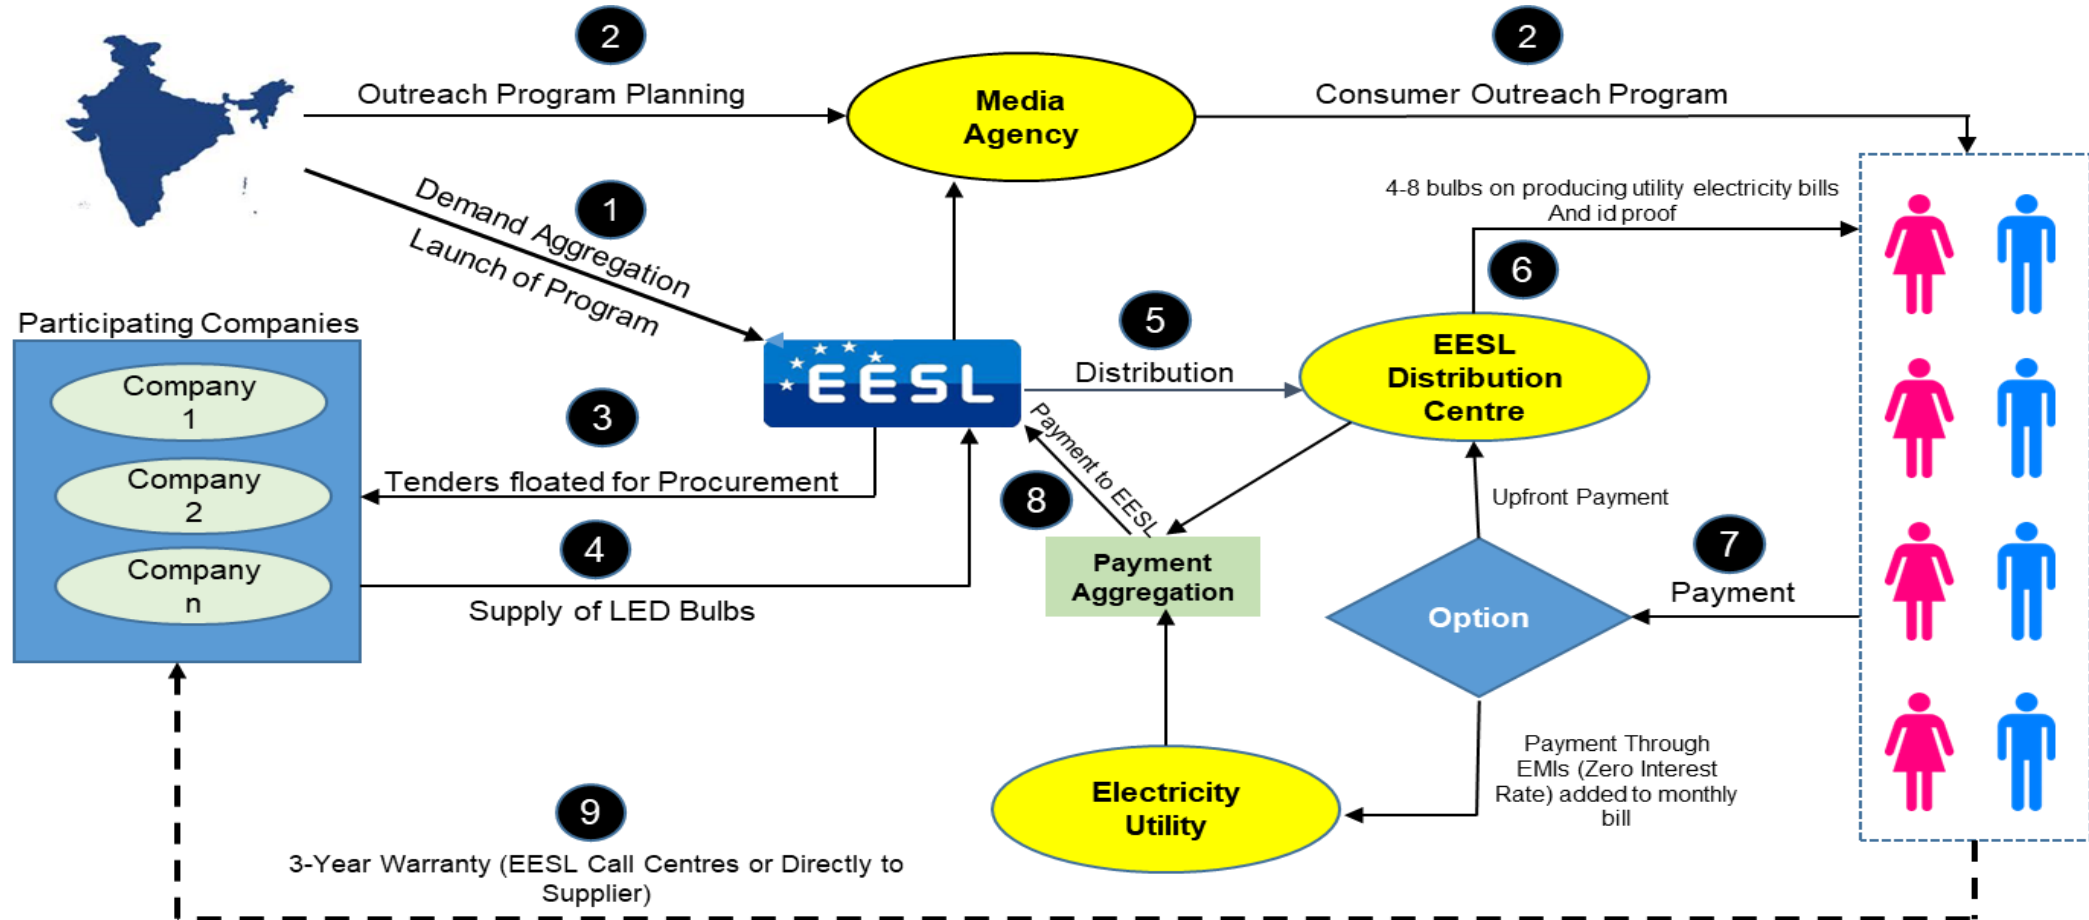 2
2
Outreach Program Planning
Media
Agency
Consumer Outreach Program
1
Demand Aggregation
Launch of Program
4-8 bulbs on producing utility electricity bills
And id proof
6
Participating Companies
Company
1
Company
2
Company
n
EESL
5
Distribution
EESL
Distribution
Centre
3
Tenders floated for Procurement
4
Supply of LED Bulbs
Payment to EESL
8
Payment
Aggregation
Upfront Payment
7
Payment
Option
Electricity
Utility
Payment Through
EMIs (Zero Interest
Rate) added to monthly
bill
9
3-Year Warranty (EESL Call Centres or Directly to
Supplier)